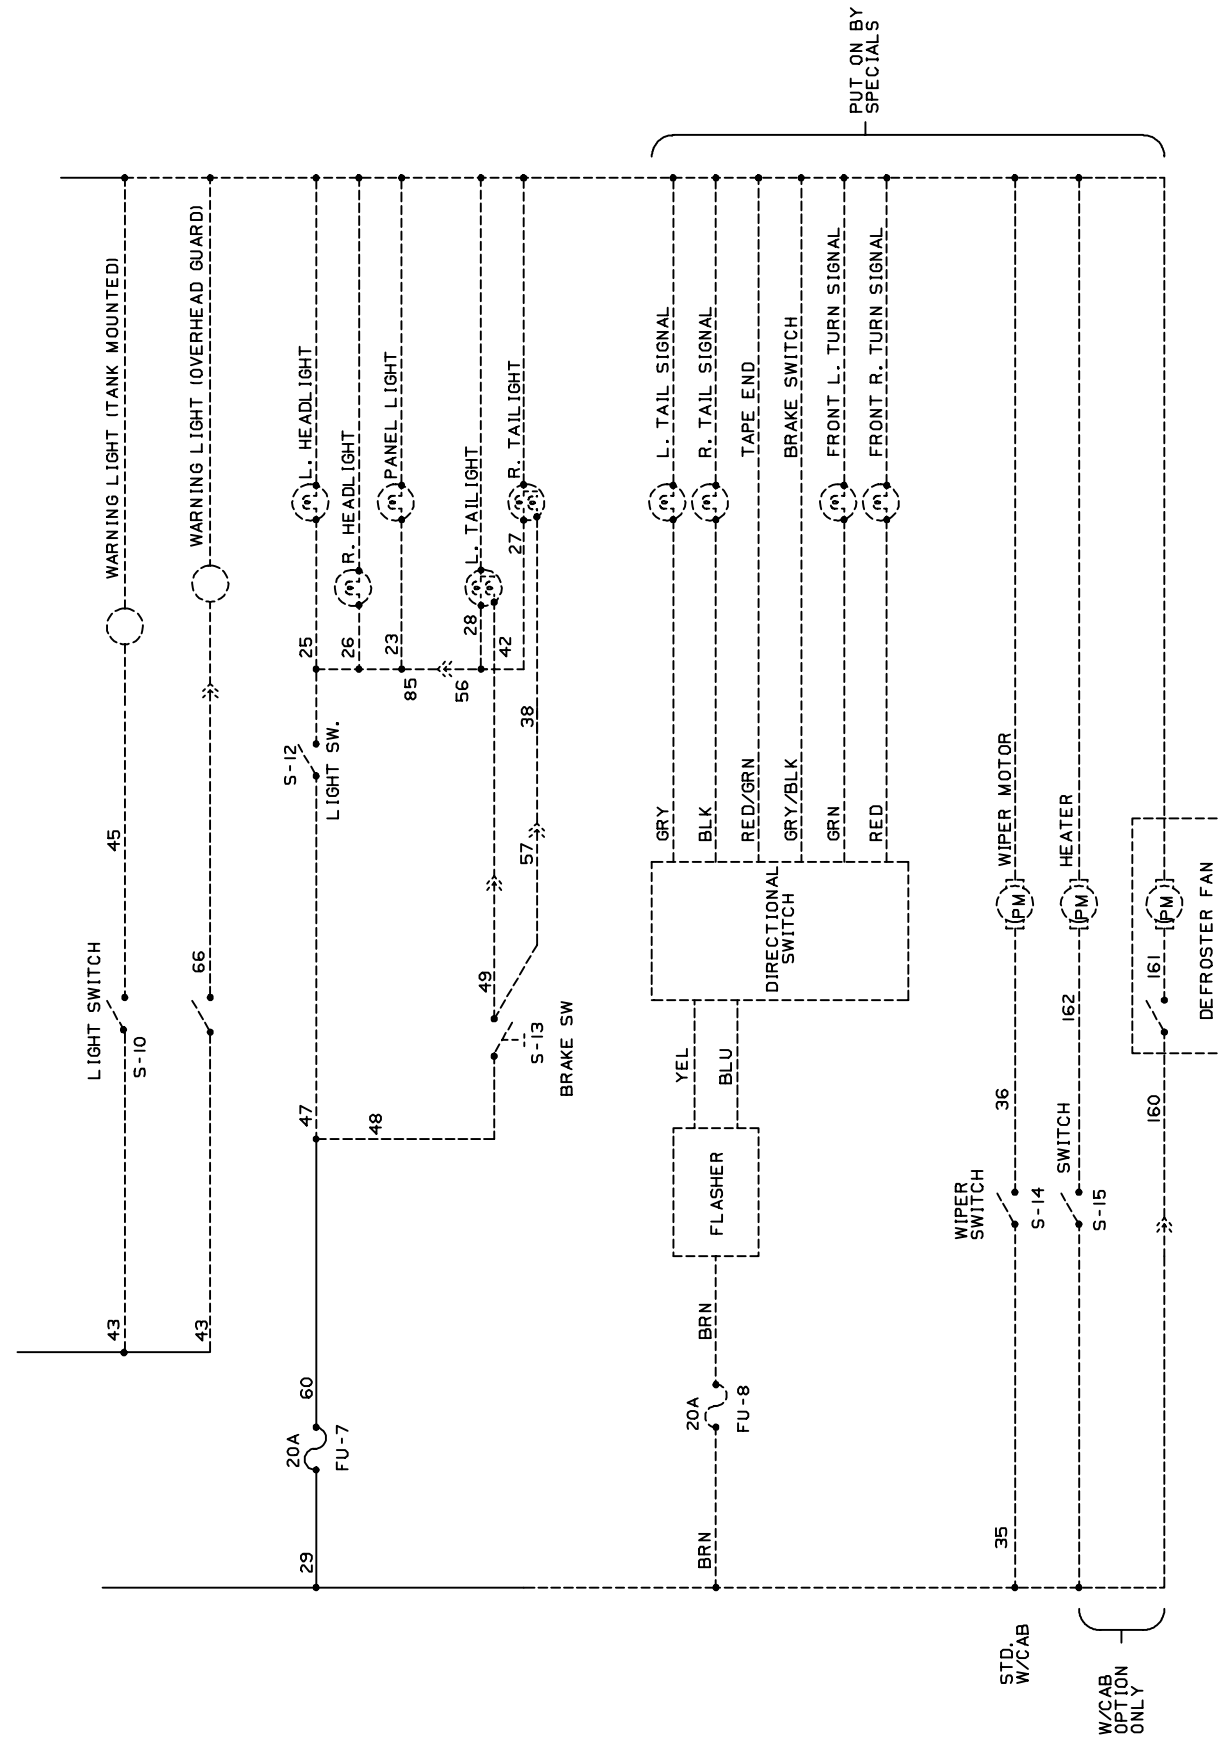 PUT ON BY
SPECIALS
WARNING LIGHT (TANK MOUNTED)
45
LIGHT SWITCH
S-10
43
WARNING LIGHT (OVERHEAD GUARD)
66
43
L. HEADLIGHT
25
R. HEADLIGHT
26
PANEL LIGHT
23
85
56
L. TAILIGHT
28
42
R. TAILIGHT
27
38
57
49
S-12
LIGHT SW.
47
48
S-13
BRAKE SW
60
20A
FU-7
29
L. TAIL SIGNAL
GRY
R. TAIL SIGNAL
BLK
TAPE END
RED/GRN
BRAKE SWITCH
GRY/BLK
FRONT L. TURN SIGNAL
GRN
FRONT R. TURN SIGNAL
RED
DIRECTIONAL
SWITCH
YEL
BLU
FLASHER
BRN
20A
FU-8
BRN
WIPER MOTOR
PM
36
WIPER
SWITCH
S-14
35
STD.
W/CAB
HEATER
PM
162
SWITCH
S-15
PM
161
DEFROSTER FAN
160
W/CAB
OPTION
ONLY